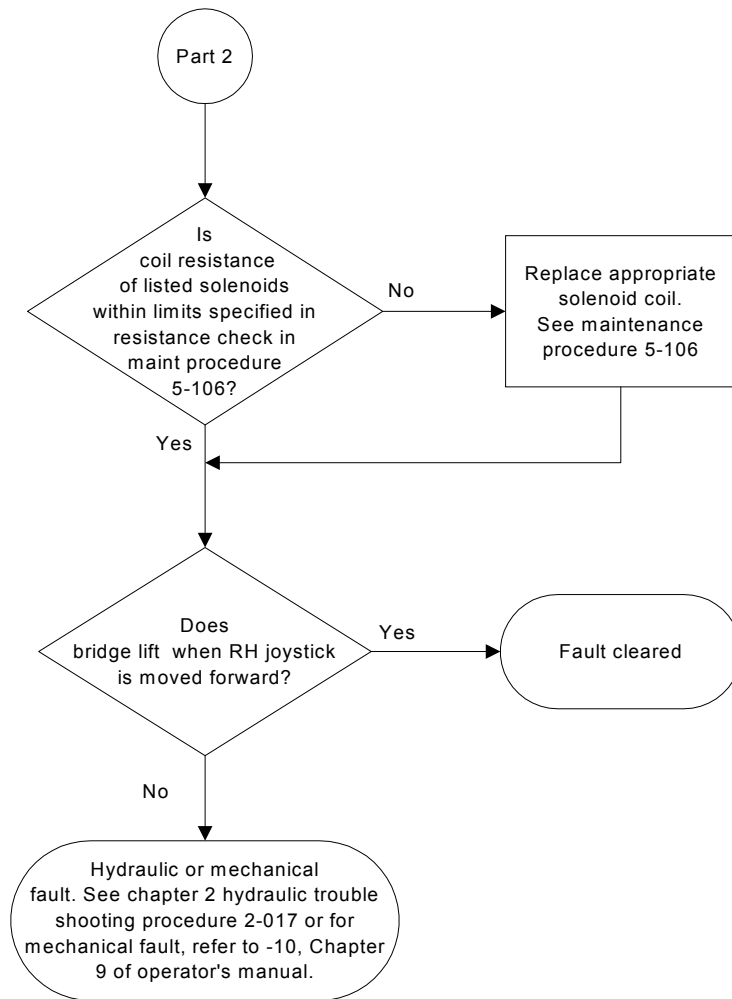 Part 2
Is
coil resistance
of listed solenoids
within limits specified in
resistance check in
maint procedure
5-106?
No
Replace appropriate
solenoid coil.
See maintenance
procedure 5-106
Yes
Does
bridge lift when RH joystick
is moved forward?
Yes
Fault cleared
No
Hydraulic or mechanical
fault. See chapter 2 hydraulic trouble
shooting procedure 2-017 or for
mechanical fault, refer to -10, Chapter
9 of operator's manual.